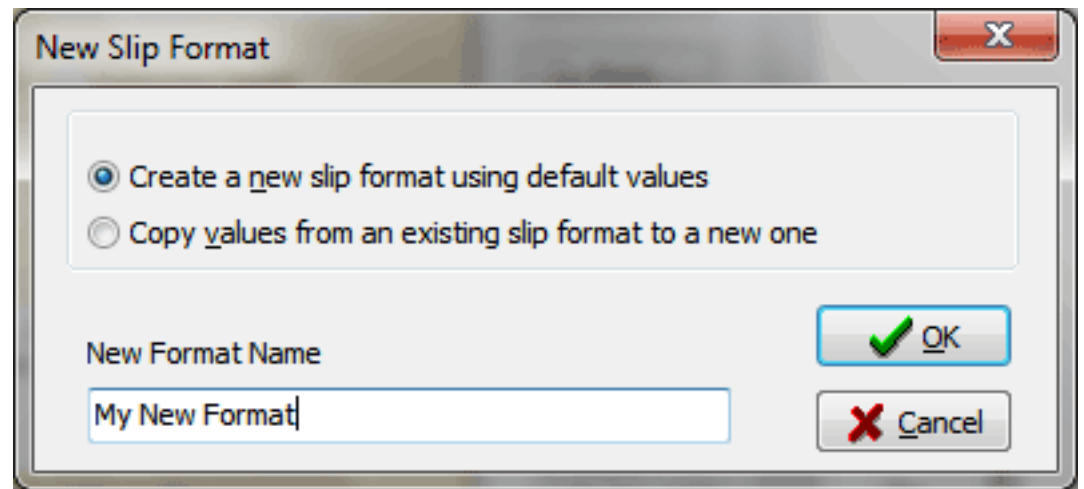 New Slip Format
Create a new slip format using default values
Copy values from an existing slip format to a new one
New Format Name
OK
My New Format
Cancel